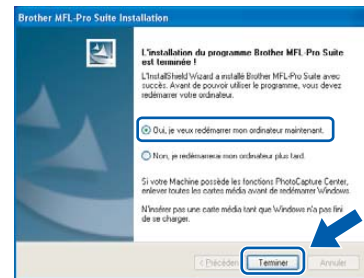 Brother MFL-Pro Suite Installation
L'installation du programme Brother MFL-Pro Suite
est terminée !
L'InstallShield Wizard a installé Brother MFL-Pro Suite avec
succès. Avant de pouvoir utiliser le programme, vous devez
redémarrer votre ordinateur.
Oui, je veux redémarrer mon ordinateur maintenant.
Non, je redémarrerai mon ordinateur plus tard.
Si votre Machine possède les fonctions PhotoCapture Center,
enlever toutes les cartes média avant de redémarrer Windows.
N'insérer pas une carte média tant que Windows n'a pas fini
de se charger.
< Précédent
Terminer
Annuler